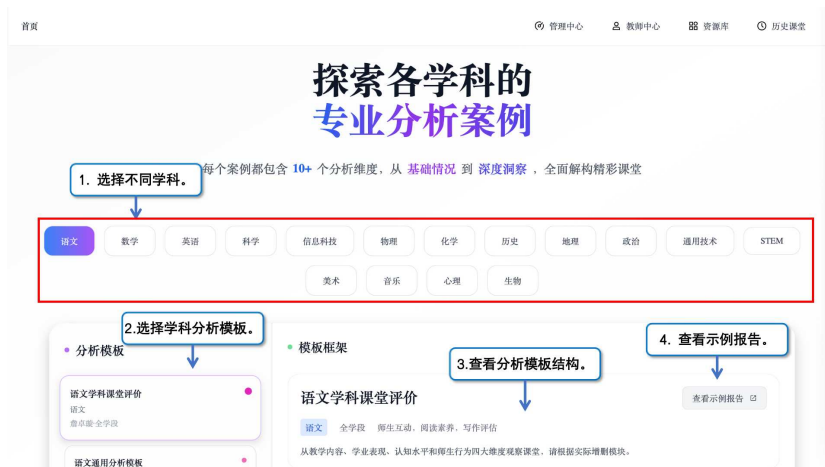 首页
管理中心
教师中心
资源库
历史课堂
探索各学科的
专业分析案例
每个案例都包含 10+ 个分析维度，从 基础情况 到 深度洞察 ，全面解构精彩课堂
1. 选择不同学科。
语文 数学 英语 科学 信息科技 物理 化学 历史 地理 政治 通用技术 STEM
美术 音乐 心理 生物
2.选择学科分析模板。
分析模板
语文学科课堂评价
语文
语文通用分析模板
模板框架
3.查看分析模板结构。
4. 查看示例报告。
语文学科课堂评价
查看示例报告
语文 全学段 师生互动、阅读素养、写作评估
从教学内容、学业表现、认知水平和师生行为四大维度观察课堂，请根据实际增删模块。